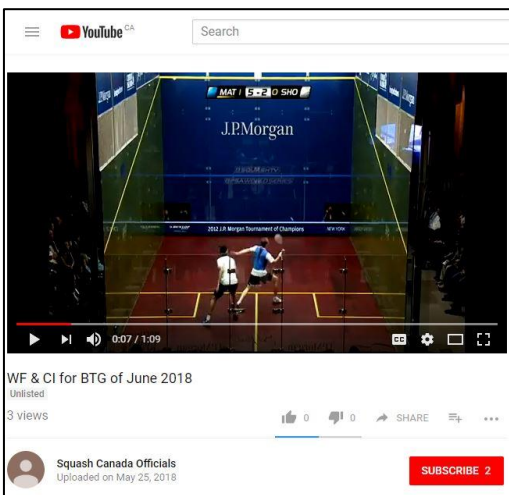 YouTube CA
Search
MAT 1 5-2 0 SHO
J.P.Morgan
2012 J.P. Morgan Tournament of Champions
NEW YORK
0:07 / 1:09
CC
WF & CI for BTG of June 2018
Unlisted
3 views
0
0
SHARE
Squash Canada Officials
Uploaded on May 25, 2018
SUBSCRIBE 2